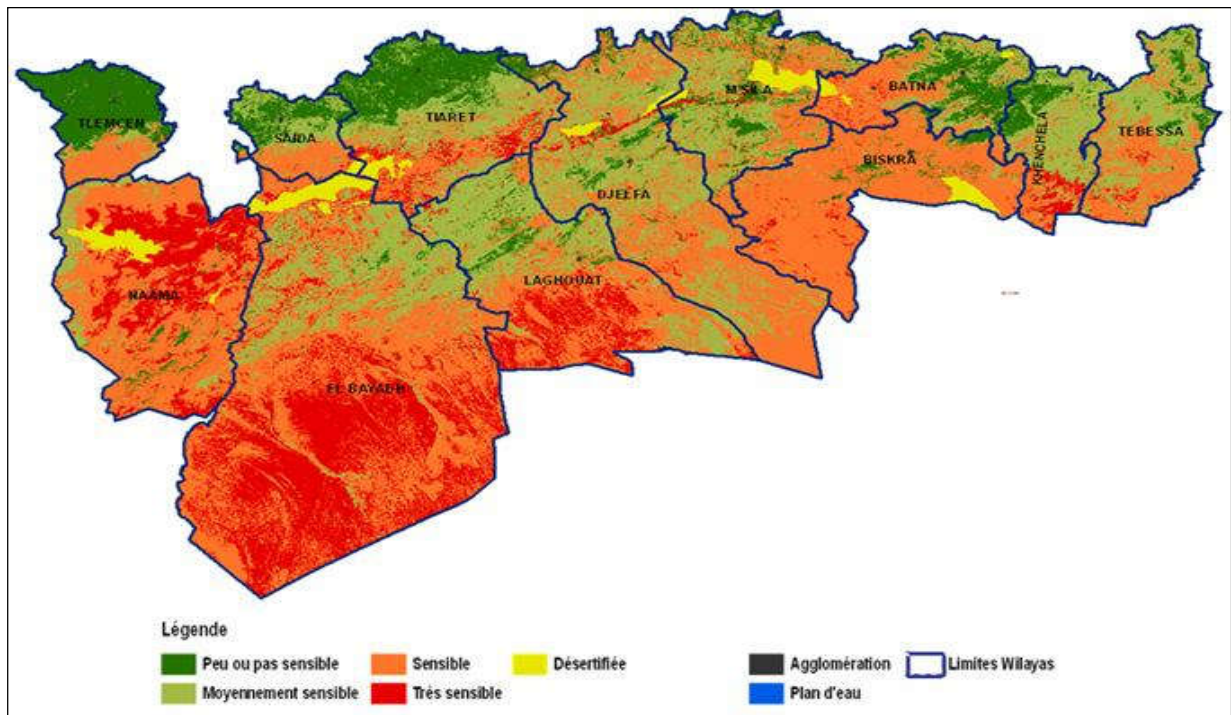 TLEMCEN
SAIDA
TIARET
M'SILA
BATNA
KHENCHELA
TEBESSA
BISKRA
DJELFA
NAAMA
LAGHOUAT
EL BAYADH
Légende
Peu ou pas sensible
Sensible
Désertifiée
Agglomération
Limites Wilayas
Moyennement sensible
Très sensible
Plan d'eau